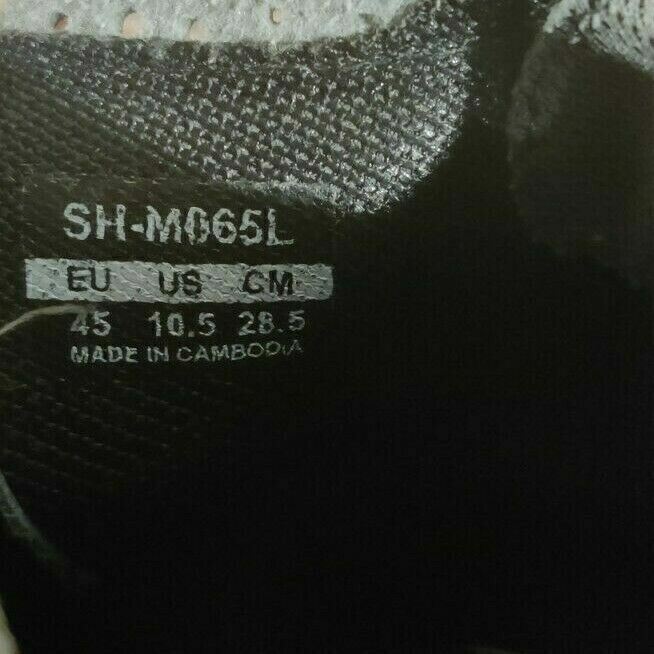 SH-M065L
EU US CM
45 10.5 28.5
MADE IN CAMBODIA